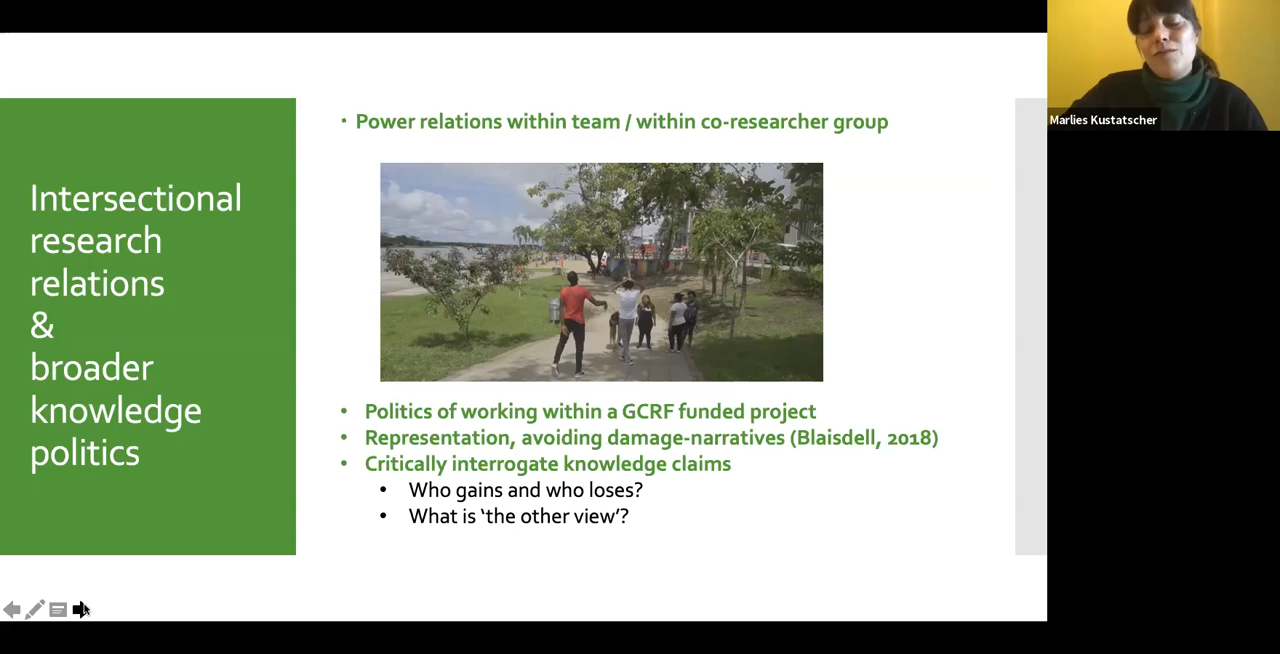 Intersectional
research
relations
&
broader
knowledge
politics
• Power relations within team / within co-researcher group
• Politics of working within a GCRF funded project
• Representation, avoiding damage-narratives (Blaisdell, 2018)
• Critically interrogate knowledge claims
• Who gains and who loses?
• What is ‘the other view’?
Marlies Kustatscher